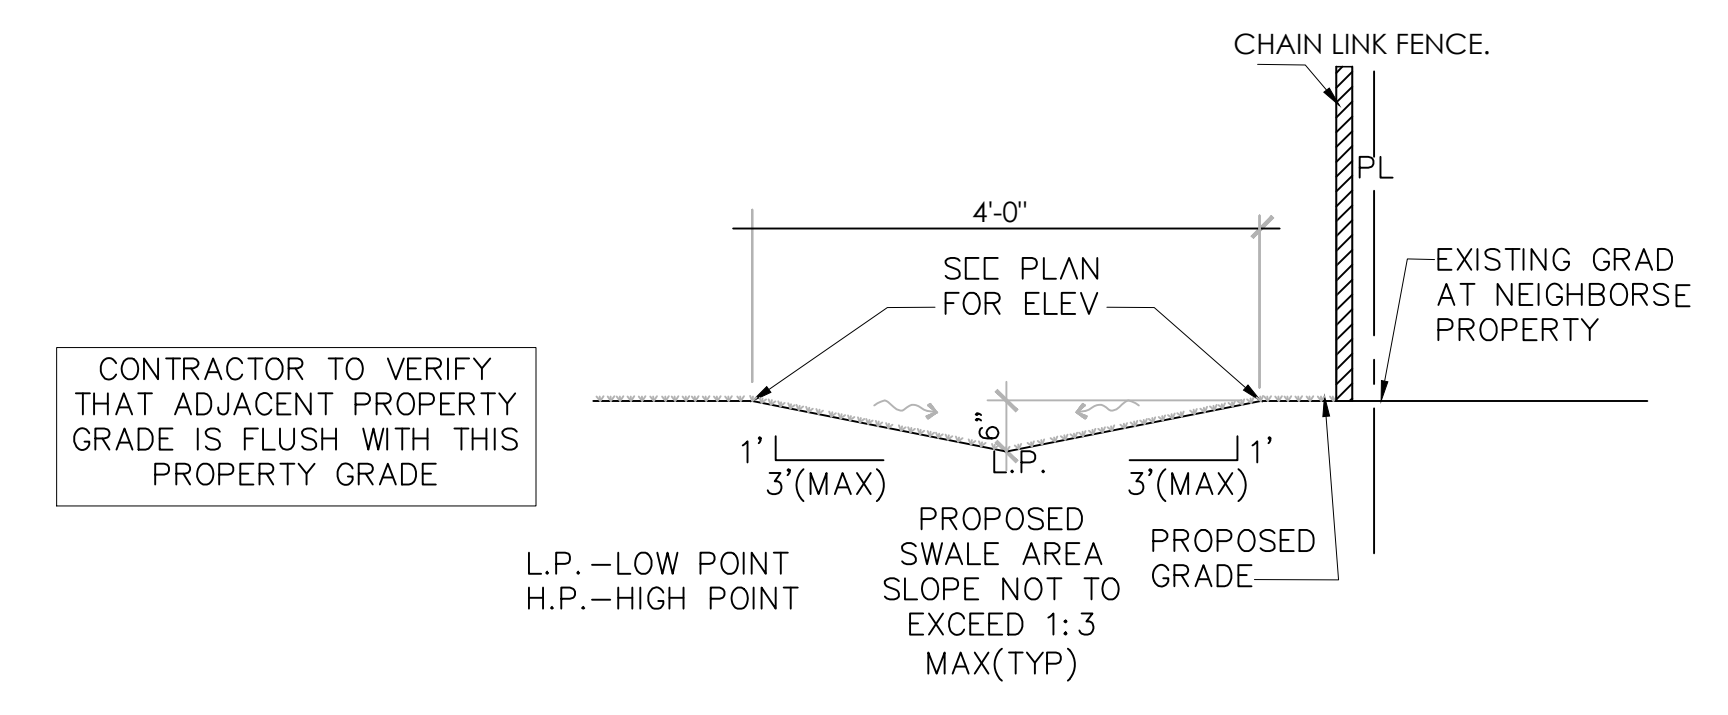 CHAIN LINK FENCE.
PL
4'-0"
SEE PLAN
FOR ELEV
EXISTING GRAD
AT NEIGHBORSE
PROPERTY
CONTRACTOR TO VERIFY
THAT ADJACENT PROPERTY
GRADE IS FLUSH WITH THIS
PROPERTY GRADE
6"
1'
3'(MAX)
L.P.
1'
3'(MAX)
PROPOSED
SWALE AREA
SLOPE NOT TO
EXCEED 1:3
MAX(TYP)
PROPOSED
GRADE
L.P.-LOW POINT
H.P.-HIGH POINT